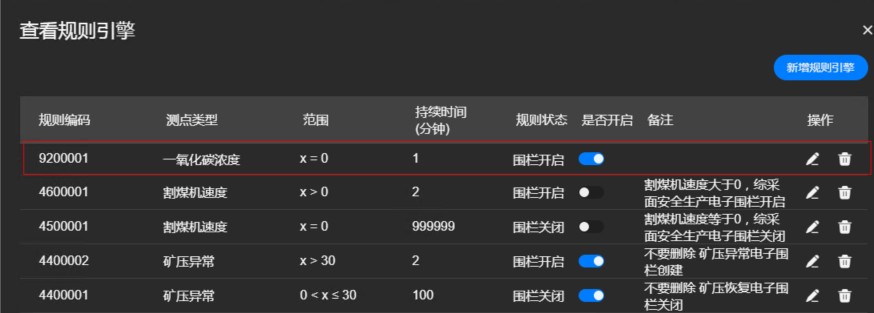 查看规则引擎
×
新增规则引擎
规则编码 测点类型 范围 持续时间 规则状态 是否开启 备注 操作
(分钟)
9200001 一氧化碳浓度 x = 0 1 围栏开启
4600001 割煤机速度 x > 0 2 围栏开启 割煤机速度大于0，综采
面安全生产电子围栏开启
4500001 割煤机速度 x = 0 999999 围栏关闭 割煤机速度等于0，综采
面安全生产电子围栏关闭
4400002 矿压异常 x > 30 2 围栏开启 不要删除 矿压异常电子围
栏创建
4400001 矿压异常 0 < x ≤ 30 100 围栏关闭 不要删除 矿压恢复电子围
栏关闭